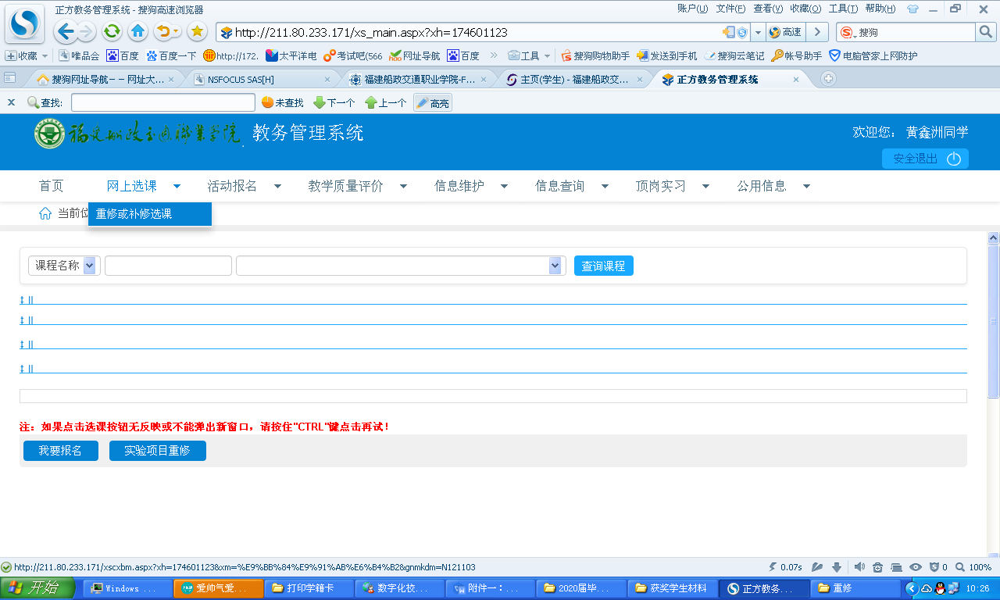 正方教务管理系统 - 搜狗高速浏览器
账户(U) 文件(F) 查看(V) 收藏(O) 工具(T) 帮助(H)
http://211.80.233.171/xs_main.aspx?xh=174601123 高速 搜狗
收藏 唯品会 百度 百度一下 http://172. 太平洋电 考试吧(566 网址导航 百度 » 工具 搜狗购物助手 发送到手机 搜狗云笔记 帐号助手 电脑管家上网防护
搜狗网址导航－－网址大... NSFOCUS SAS[H] 福建船政交通职业学院-F... 主页(学生) - 福建船政交... 正方教务管理系统
查找: 未查找 下一个 上一个 高亮
福建船政交通职业学院 教务管理系统 欢迎您： 黄鑫洲同学
安全退出
首页 网上选课 活动报名 教学质量评价 信息维护 信息查询 顶岗实习 公用信息
当前位 重修或补修选课
课程名称 查询课程
‡ ||
‡ ||
‡ ||
‡ ||
注：如果点击选课按钮无反映或不能弹出新窗口，请按住"CTRL"键点击再试！
我要报名 实验项目重修
http://211.80.233.171/xscxbm.aspx?xh=174601123&xm=%E9%BB%84%E9%91%AB%E6%B4%B2&gnmkdm=N121103 0.07s 0 100%
开始 Windows ... 爱帅气爱... 打印学籍卡 数字化校... 附件一：... 2020届毕... 获奖学生材料 正方教务... 重修 10:26